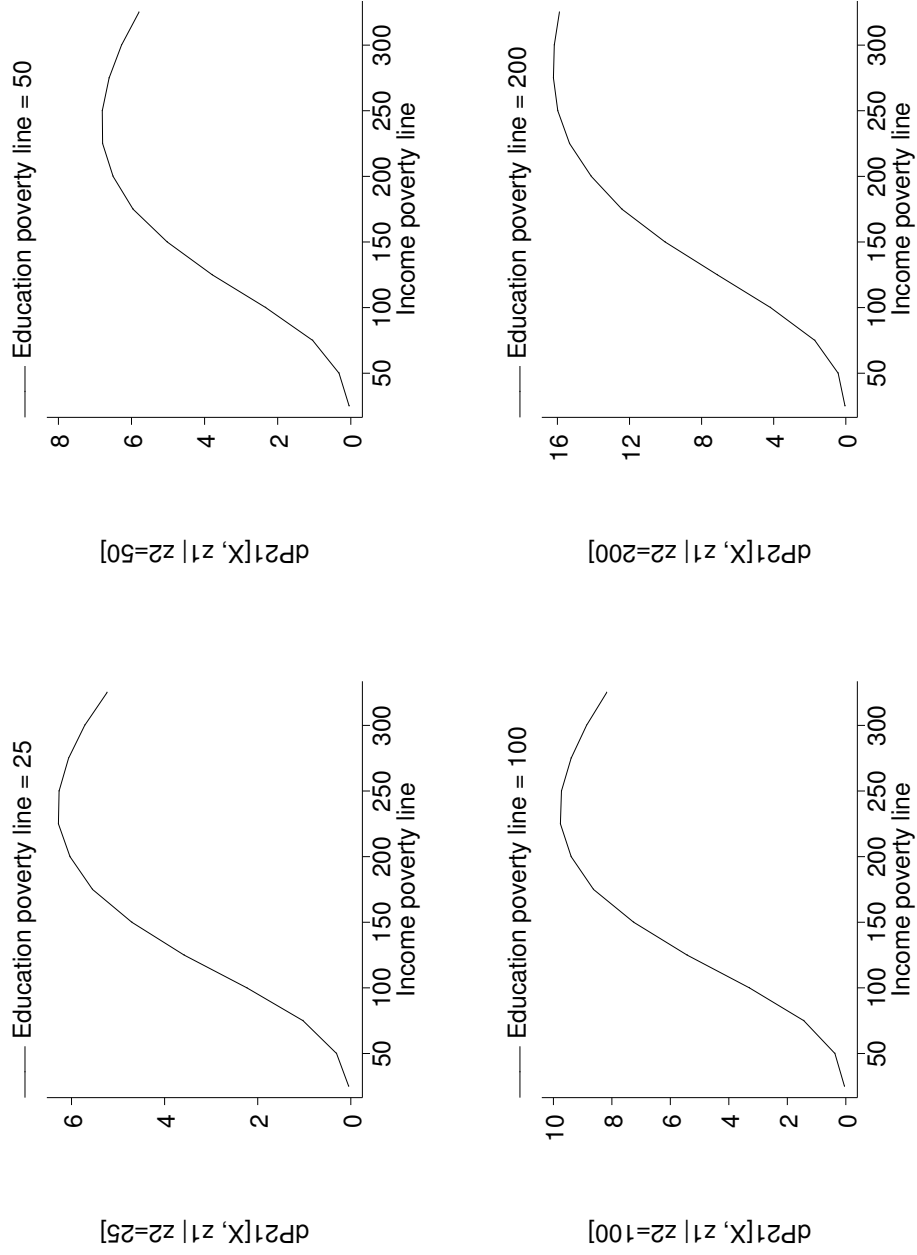 Education poverty line = 25
dP21[X, z1 | z2=25]
6
4
2
0
50 100 150 200 250 300
Income poverty line
Education poverty line = 50
dP21[X, z1 | z2=50]
8
6
4
2
0
50 100 150 200 250 300
Income poverty line
Education poverty line = 100
dP21[X, z1 | z2=100]
10
8
6
4
2
0
50 100 150 200 250 300
Income poverty line
Education poverty line = 200
dP21[X, z1 | z2=200]
16
12
8
4
0
50 100 150 200 250 300
Income poverty line